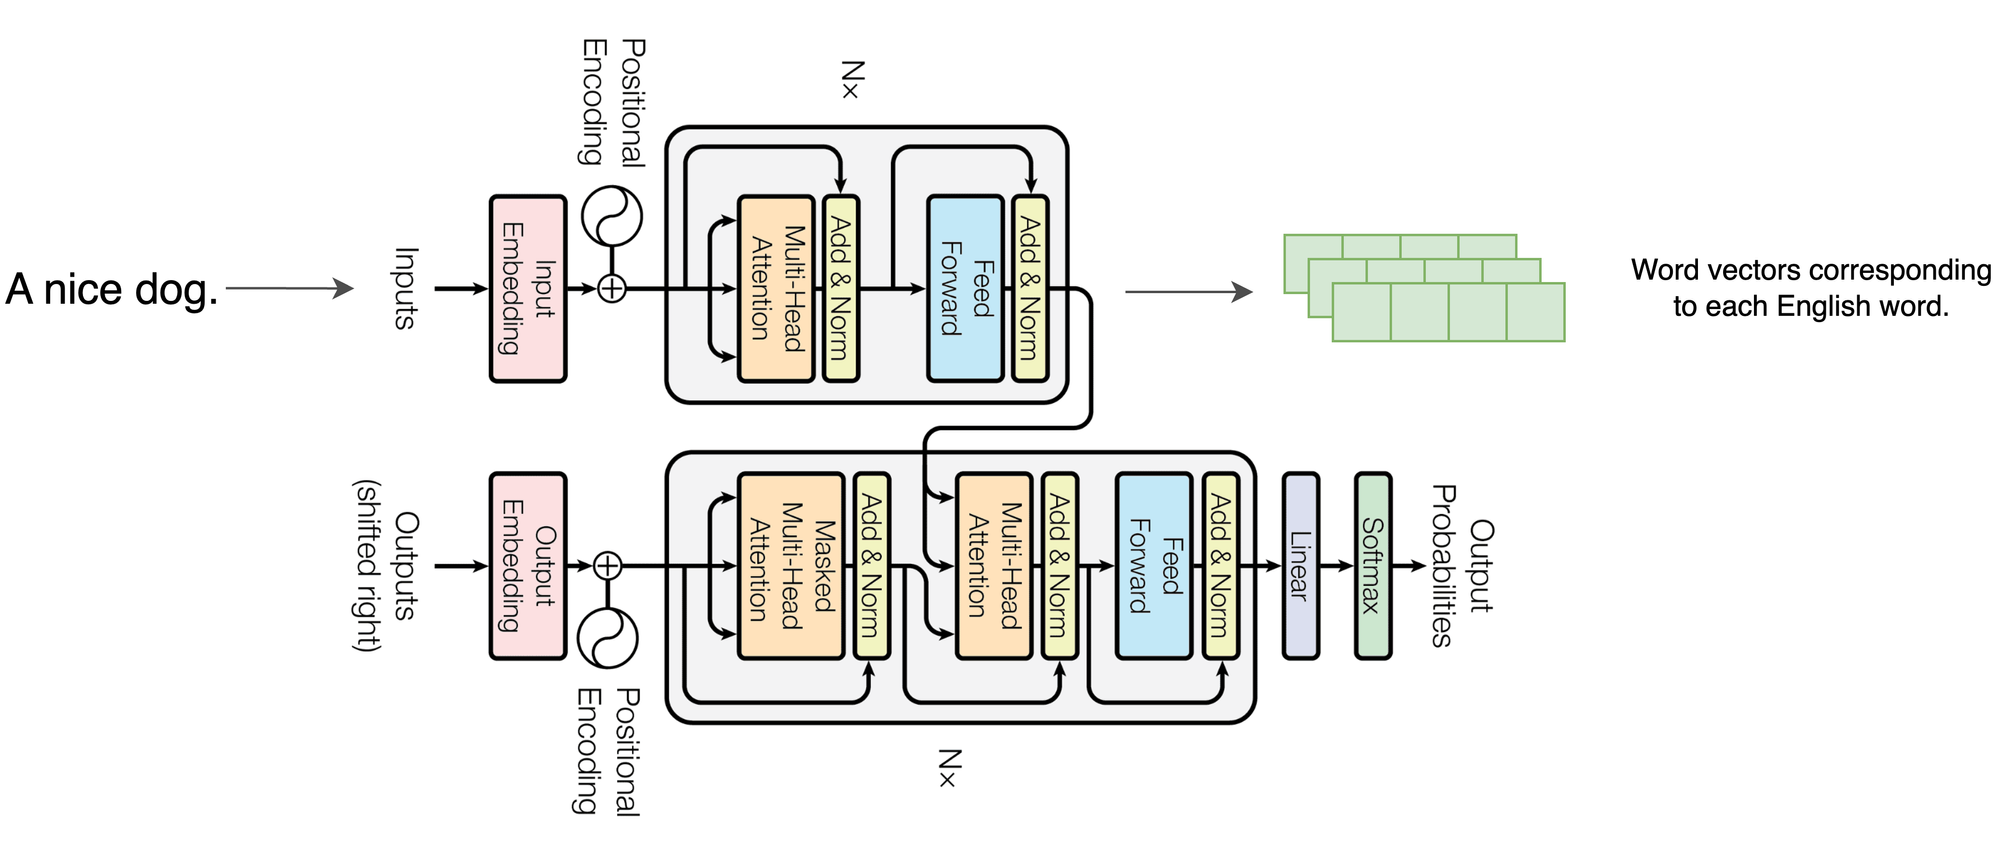 Positional
Encoding
Nx
A nice dog.
Inputs
Input
Embedding
Multi-Head
Attention
Add & Norm
Feed
Forward
Add & Norm
Word vectors corresponding
to each English word.
Outputs
(shifted right)
Output
Embedding
Positional
Encoding
Masked
Multi-Head
Attention
Add & Norm
Multi-Head
Attention
Add & Norm
Feed
Forward
Add & Norm
Nx
Linear
Softmax
Output
Probabilities